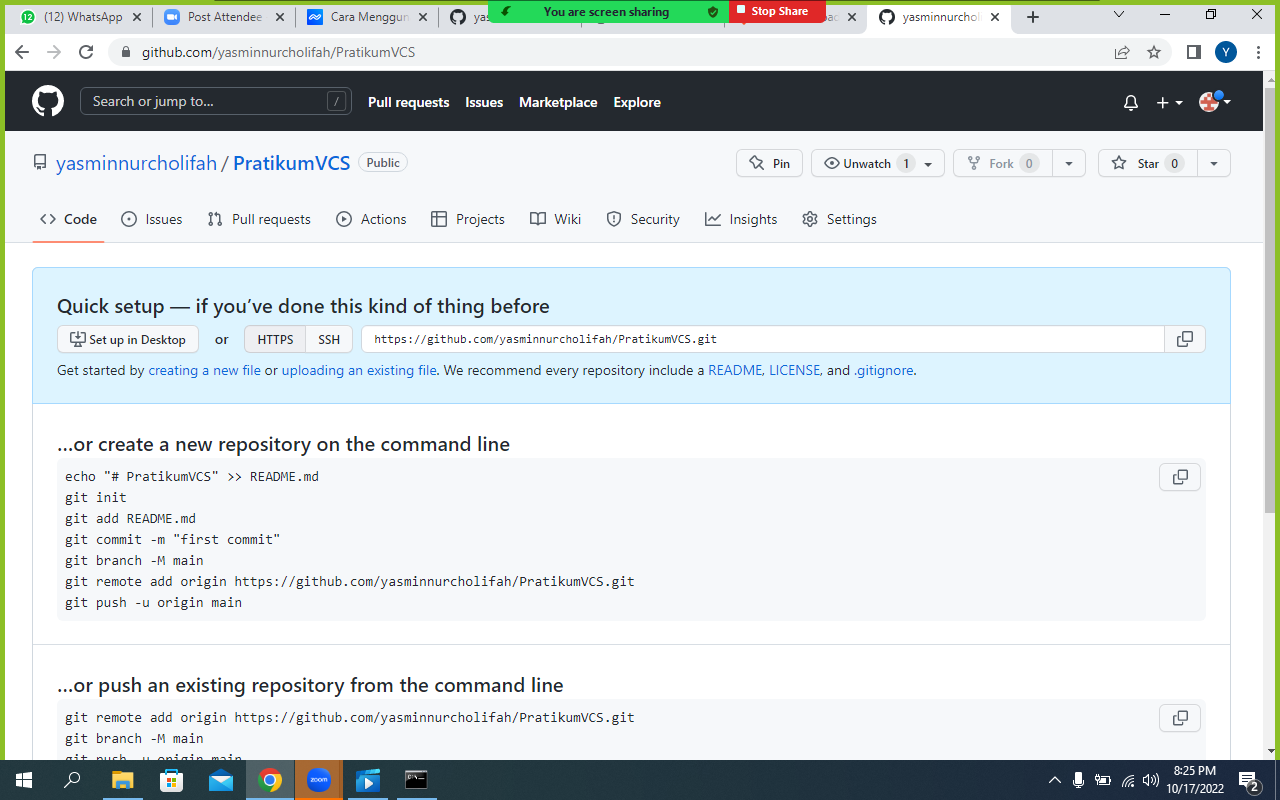 (12) WhatsApp
Post Attendee
Cara Menggun
yas
You are screen sharing
Stop Share
yasminnurchol
github.com/yasminnurcholifah/PratikumVCS
Y
Search or jump to...
/
Pull requests
Issues
Marketplace
Explore
yasminnurcholifah / PratikumVCS
Public
Pin
Unwatch 1
Fork 0
Star 0
Code
Issues
Pull requests
Actions
Projects
Wiki
Security
Insights
Settings
Quick setup — if you've done this kind of thing before
Set up in Desktop
or
HTTPS
SSH
https://github.com/yasminnurcholifah/PratikumVCS.git
Get started by creating a new file or uploading an existing file. We recommend every repository include a README, LICENSE, and .gitignore.
…or create a new repository on the command line
echo "# PratikumVCS" >> README.md
git init
git add README.md
git commit -m "first commit"
git branch -M main
git remote add origin https://github.com/yasminnurcholifah/PratikumVCS.git
git push -u origin main
…or push an existing repository from the command line
git remote add origin https://github.com/yasminnurcholifah/PratikumVCS.git
git branch -M main
git push -u origin main
zoom
8:25 PM
10/17/2022
2